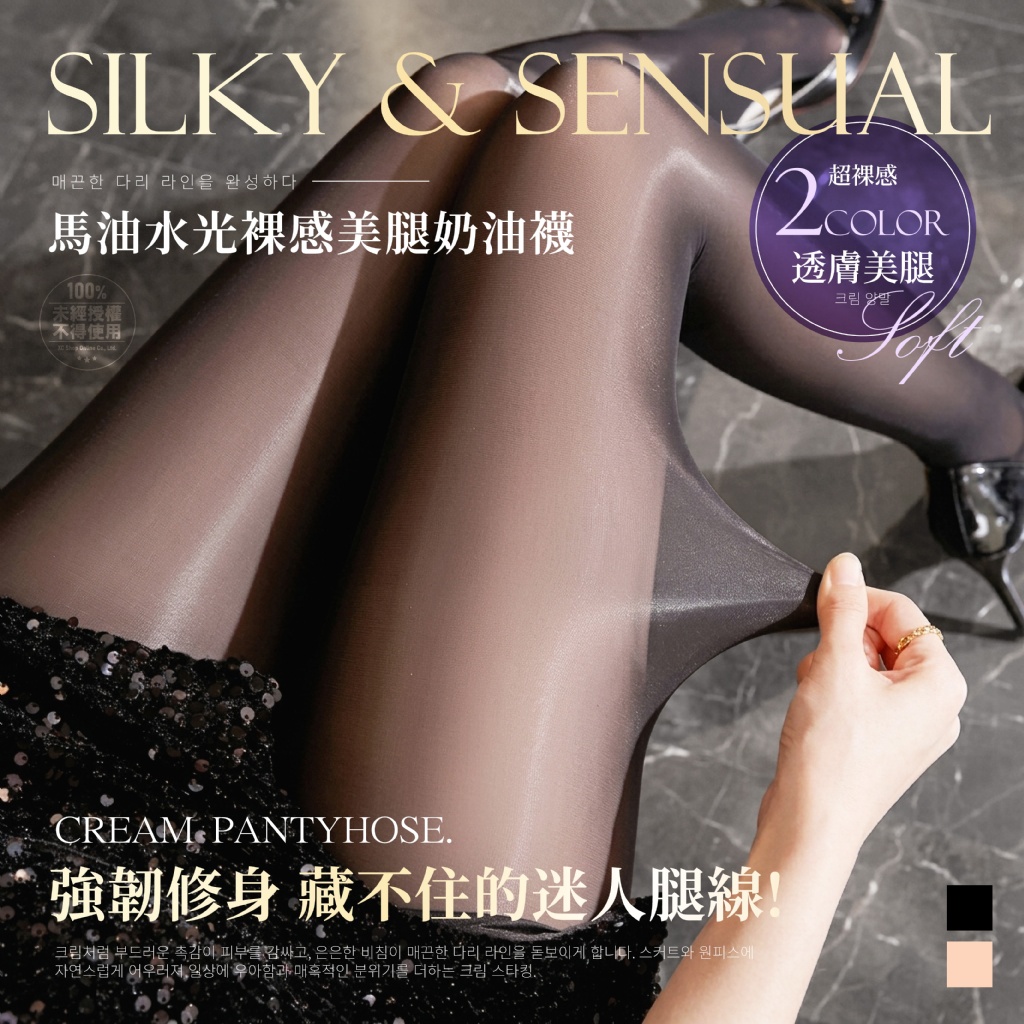 SILKY & SENSUAL
매끈한 다리 라인을 완성하다
馬油水光裸感美腿奶油襪
超裸感
2COLOR
透膚美腿
크림 양말
Soft
100%
未經授權
不得使用
CREAM PANTYHOSE.
強韌修身 藏不住的迷人腿線!
크림처럼 부드러운 촉감이 피부를 감싸고, 은은한 비침이 매끈한 다리 라인을 돋보이게 합니다. 스커트와 원피스에
자연스럽게 어우러져 일상에 우아함과 매혹적인 분위기를 더하는 크림 스타킹.